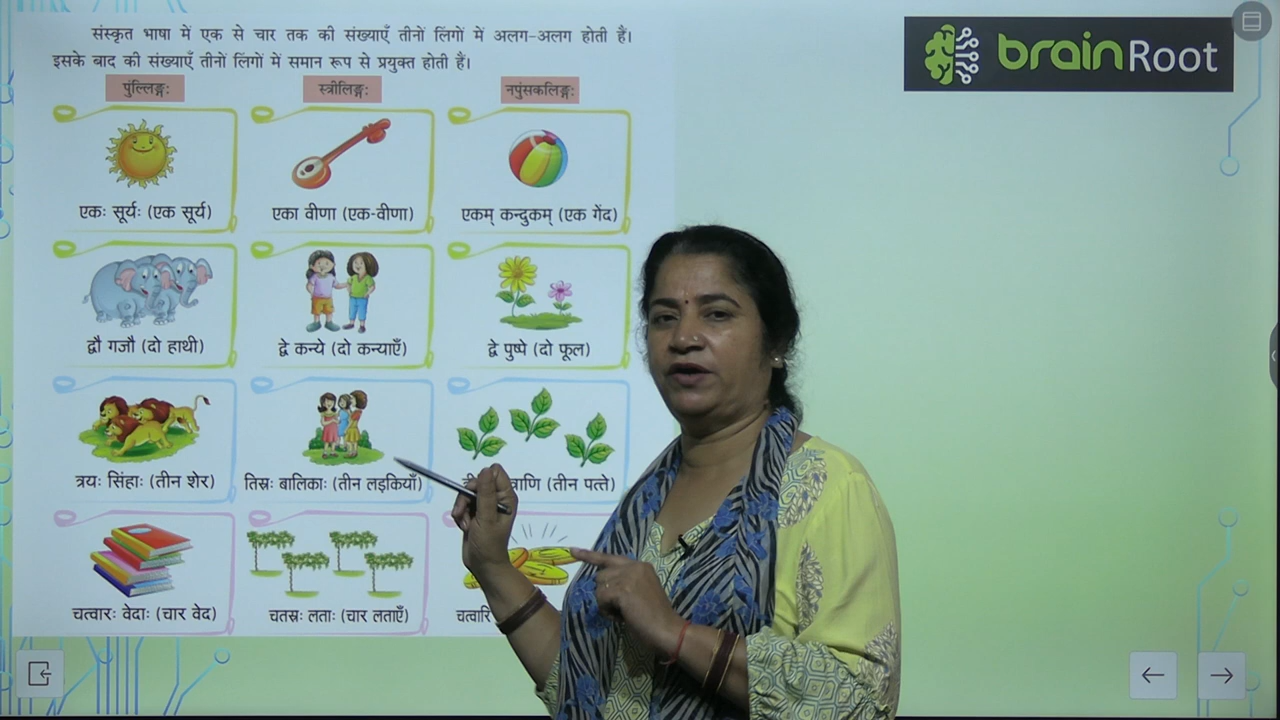 संस्कृत भाषा में एक से चार तक की संख्याएँ तीनों लिंगों में अलग-अलग होती हैं।
इसके बाद की संख्याएँ तीनों लिंगों में समान रूप से प्रयुक्त होती हैं।
पुंल्लिङ्गः स्त्रीलिङ्गः नपुंसकलिङ्गः
एकः सूर्यः (एक सूर्य) एका वीणा (एक-वीणा) एकम् कन्दुकम् (एक गेंद)
द्वौ गजौ (दो हाथी) द्वे कन्ये (दो कन्याएँ) द्वे पुष्पे (दो फूल)
त्रयः सिंहाः (तीन शेर) तिस्रः बालिकाः (तीन लड़कियाँ) (तीन पत्ते)
चत्वारः वेदाः (चार वेद) चतस्रः लताः (चार लताएँ)
brainRoot